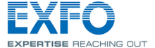 EXFO
EXPERTISE REACHING OUT